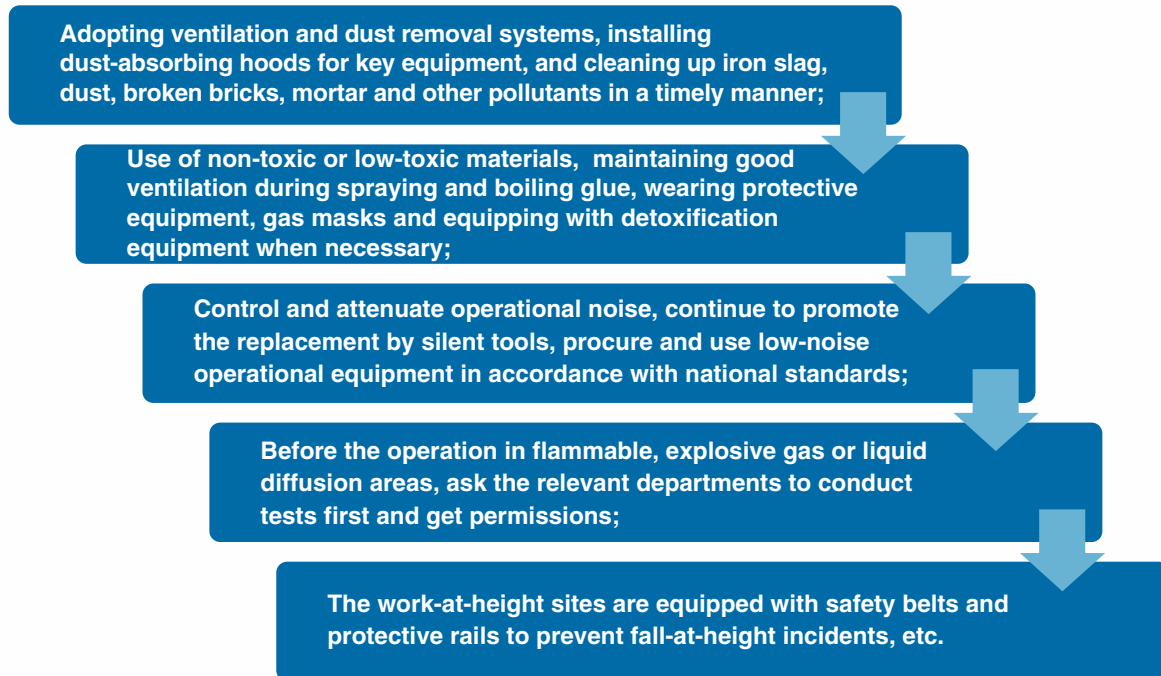 Adopting ventilation and dust removal systems, installing
dust-absorbing hoods for key equipment, and cleaning up iron slag,
dust, broken bricks, mortar and other pollutants in a timely manner;
Use of non-toxic or low-toxic materials, maintaining good
ventilation during spraying and boiling glue, wearing protective
equipment, gas masks and equipping with detoxification
equipment when necessary;
Control and attenuate operational noise, continue to promote
the replacement by silent tools, procure and use low-noise
operational equipment in accordance with national standards;
Before the operation in flammable, explosive gas or liquid
diffusion areas, ask the relevant departments to conduct
tests first and get permissions;
The work-at-height sites are equipped with safety belts and
protective rails to prevent fall-at-height incidents, etc.